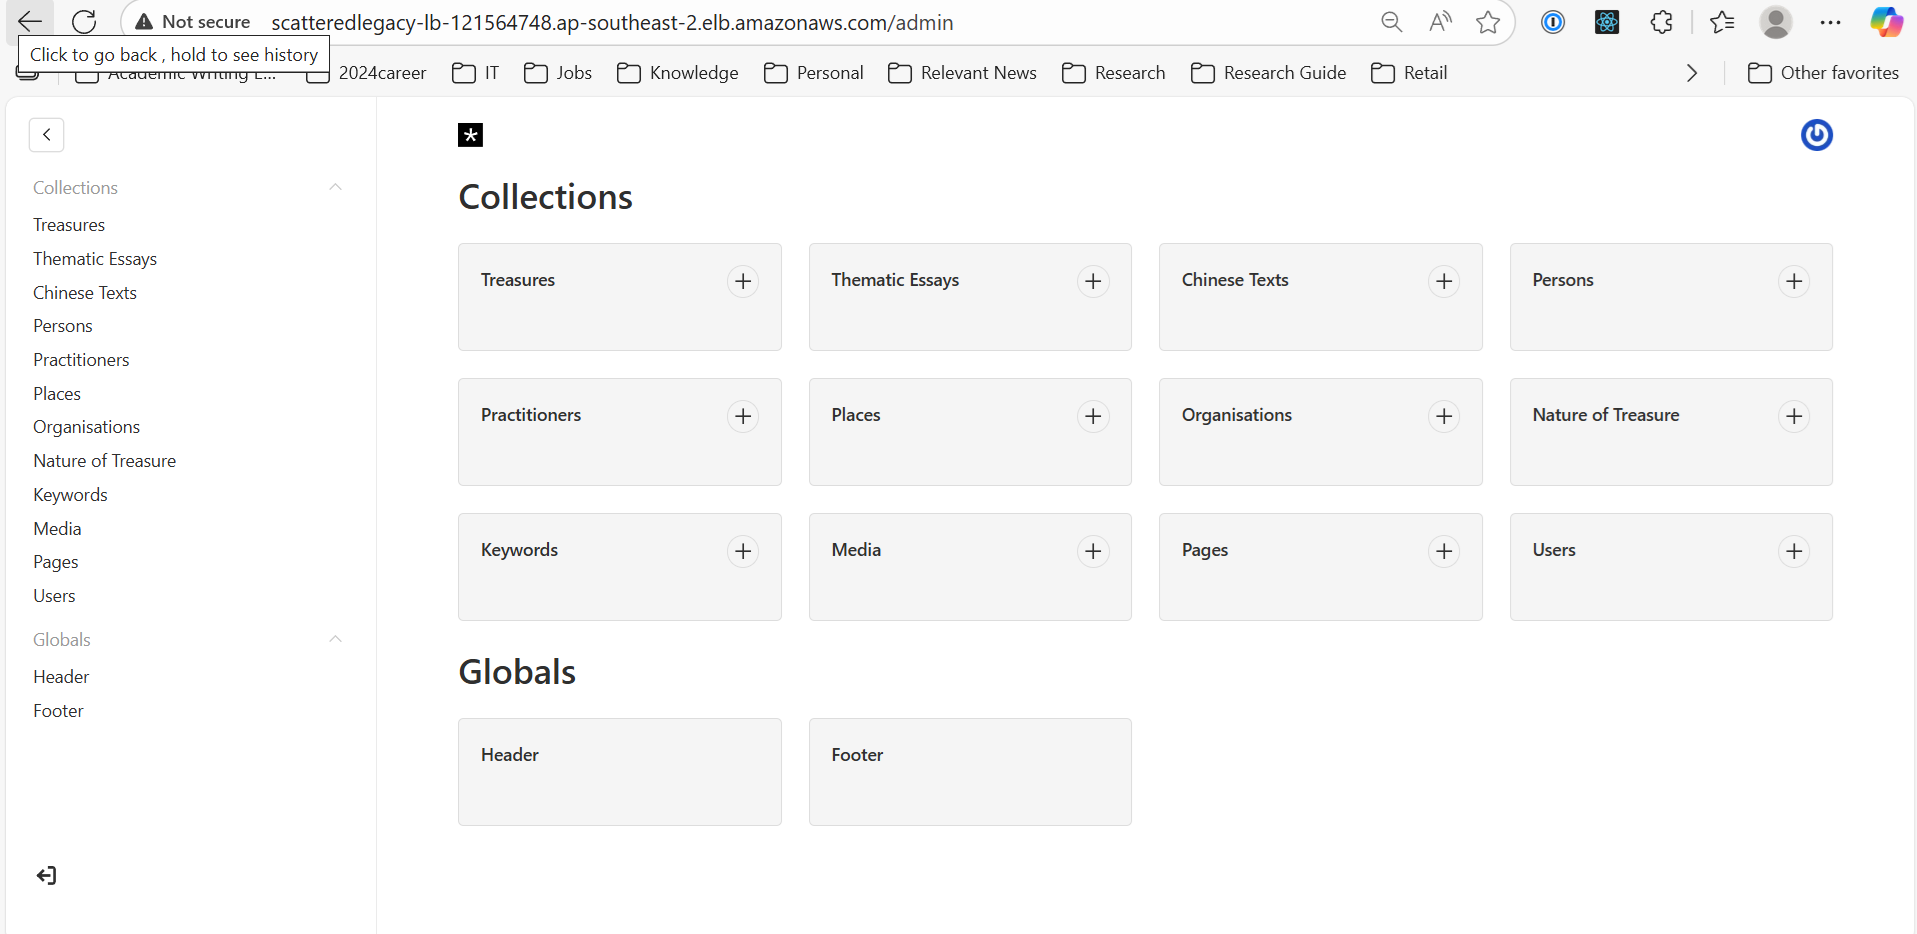 Not secure scatteredlegacy-lb-121564748.ap-southeast-2.elb.amazonaws.com/admin
Click to go back , hold to see history
Academic Writing E... 2024career IT Jobs Knowledge Personal Relevant News Research Research Guide Retail Other favorites
Collections
Treasures
Thematic Essays
Chinese Texts
Persons
Practitioners
Places
Organisations
Nature of Treasure
Keywords
Media
Pages
Users
Globals
Header
Footer
Collections
Treasures Thematic Essays Chinese Texts Persons
Practitioners Places Organisations Nature of Treasure
Keywords Media Pages Users
Globals
Header Footer